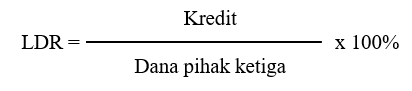 Kredit
LDR = x 100%
Dana pihak ketiga